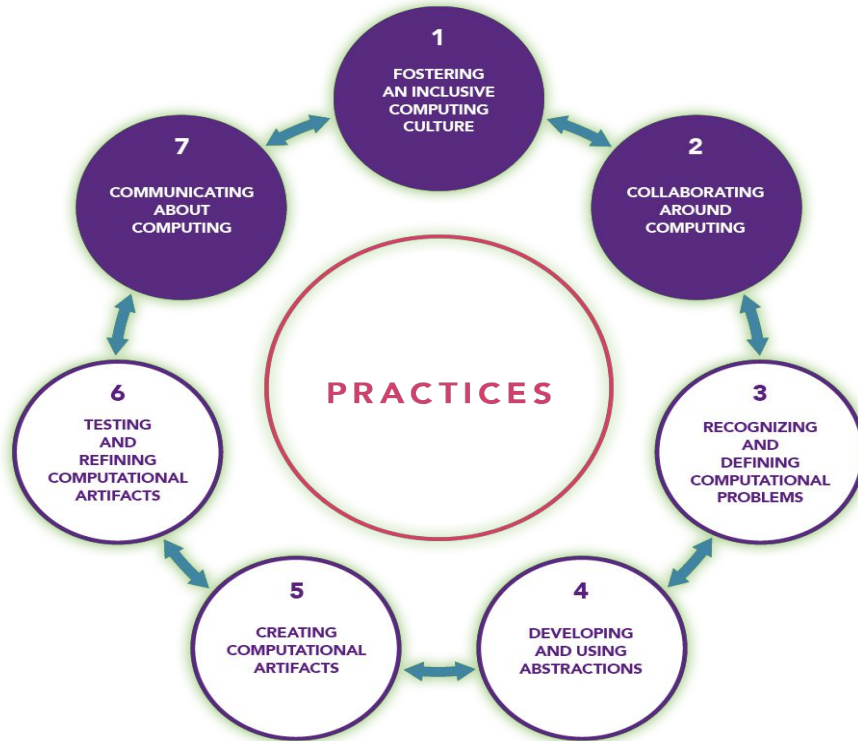 1
FOSTERING
AN INCLUSIVE
COMPUTING
CULTURE
2
COLLABORATING
AROUND
COMPUTING
3
RECOGNIZING
AND
DEFINING
COMPUTATIONAL
PROBLEMS
4
DEVELOPING
AND USING
ABSTRACTIONS
5
CREATING
COMPUTATIONAL
ARTIFACTS
6
TESTING
AND
REFINING
COMPUTATIONAL
ARTIFACTS
7
COMMUNICATING
ABOUT
COMPUTING
PRACTICES